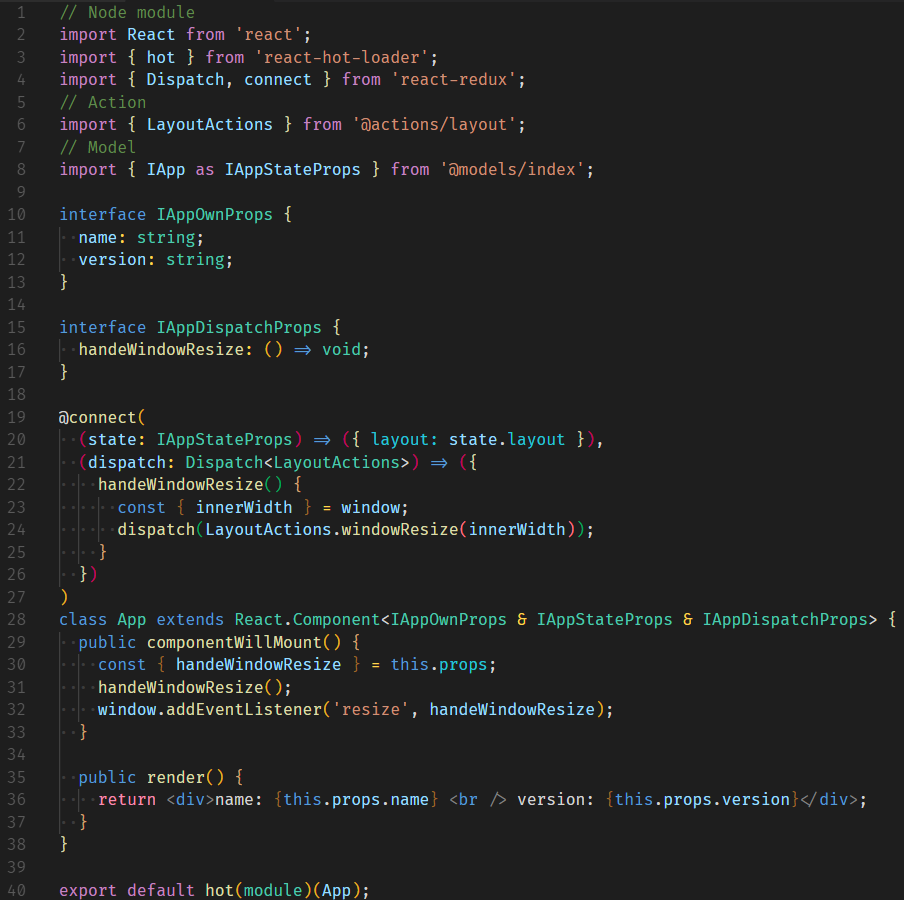 1 // Node module
2 import React from 'react';
3 import { hot } from 'react-hot-loader';
4 import { Dispatch, connect } from 'react-redux';
5 // Action
6 import { LayoutActions } from '@actions/layout';
7 // Model
8 import { IApp as IAppStateProps } from '@models/index';
9
10 interface IAppOwnProps {
11   name: string;
12   version: string;
13 }
14
15 interface IAppDispatchProps {
16   handeWindowResize: () => void;
17 }
18
19 @connect(
20   (state: IAppStateProps) => ({ layout: state.layout }),
21   (dispatch: Dispatch<LayoutActions>) => ({
22     handeWindowResize() {
23       const { innerWidth } = window;
24       dispatch(LayoutActions.windowResize(innerWidth));
25     }
26   })
27 )
28 class App extends React.Component<IAppOwnProps & IAppStateProps & IAppDispatchProps> {
29   public componentWillMount() {
30     const { handeWindowResize } = this.props;
31     handeWindowResize();
32     window.addEventListener('resize', handeWindowResize);
33   }
34
35   public render() {
36     return <div>name: {this.props.name} <br /> version: {this.props.version}</div>;
37   }
38 }
39
40 export default hot(module)(App);